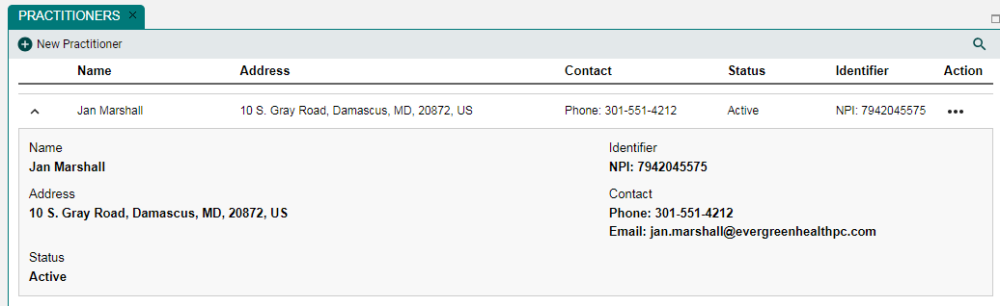 PRACTITIONERS ×
New Practitioner
Name Address Contact Status Identifier Action
Jan Marshall 10 S. Gray Road, Damascus, MD, 20872, US Phone: 301-551-4212 Active NPI: 7942045575 •••
Name
Jan Marshall
Identifier
NPI: 7942045575
Address
10 S. Gray Road, Damascus, MD, 20872, US
Contact
Phone: 301-551-4212
Email: jan.marshall@evergreenhealthpc.com
Status
Active